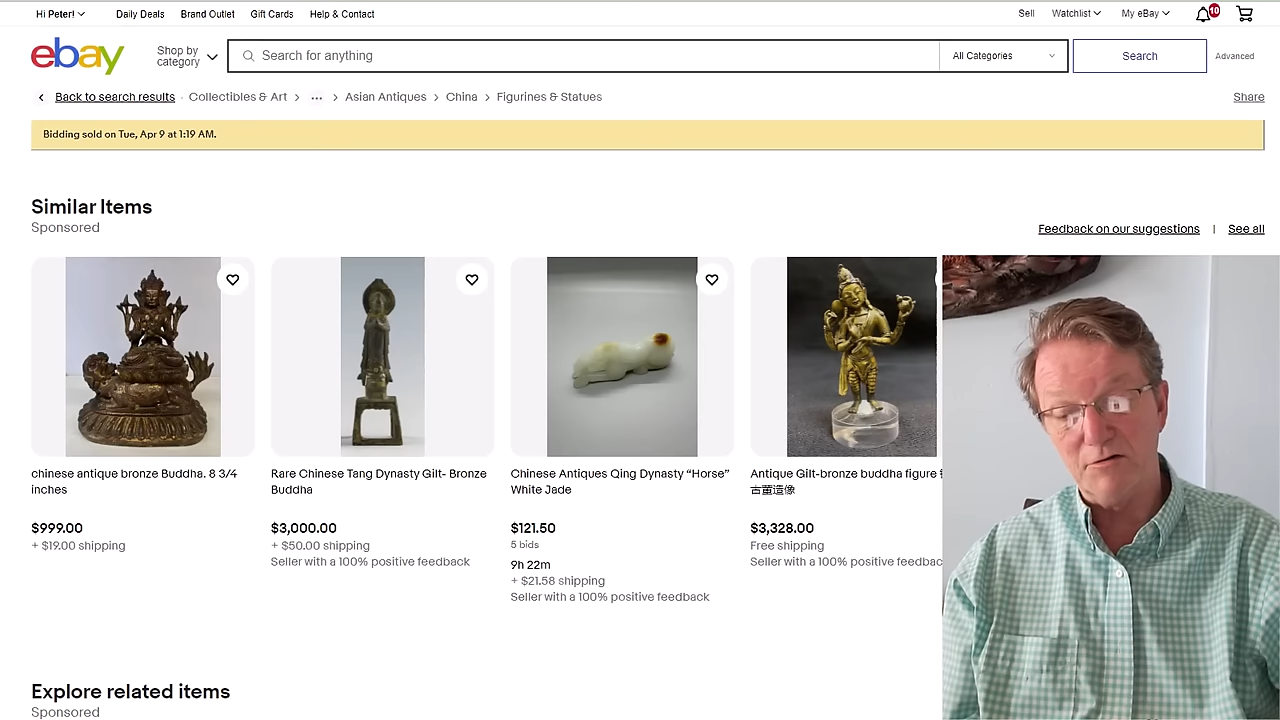 Hi Peter!
Daily Deals
Brand Outlet
Gift Cards
Help & Contact
Sell
Watchlist
My eBay
10
ebay
Shop by category
Search for anything
All Categories
Search
Advanced
Back to search results · Collectibles & Art > ... > Asian Antiques > China > Figurines & Statues
Share
Bidding sold on Tue, Apr 9 at 1:19 AM.
Similar Items
Sponsored
Feedback on our suggestions | See all
chinese antique bronze Buddha. 8 3/4
inches
$999.00
+ $19.00 shipping
Rare Chinese Tang Dynasty Gilt- Bronze
Buddha
$3,000.00
+ $50.00 shipping
Seller with a 100% positive feedback
Chinese Antiques Qing Dynasty “Horse”
White Jade
$121.50
5 bids
9h 22m
+ $21.58 shipping
Seller with a 100% positive feedback
Antique Gilt-bronze buddha figure
古董造像
$3,328.00
Free shipping
Seller with a 100% positive
Explore related items
Sponsored